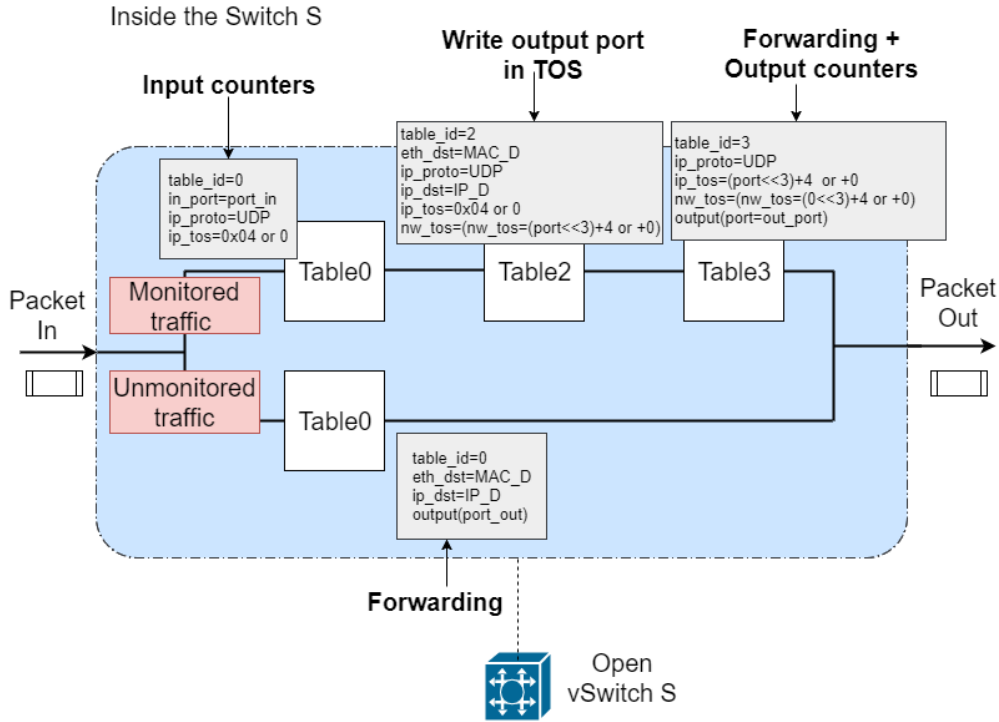 Inside the Switch S
Input counters
Write output port
in TOS
Forwarding +
Output counters
table_id=0
in_port=port_in
ip_proto=UDP
ip_tos=0x04 or 0
table_id=2
eth_dst=MAC_D
ip_proto=UDP
ip_dst=IP_D
ip_tos=0x04 or 0
nw_tos=(nw_tos=(port<<3)+4 or +0)
table_id=3
ip_proto=UDP
ip_tos=(port<<3)+4  or +0
nw_tos=(nw_tos=(0<<3)+4 or +0)
output(port=out_port)
Packet
In
Monitored
traffic
Table0
Table2
Table3
Packet
Out
Unmonitored
traffic
Table0
table_id=0
eth_dst=MAC_D
ip_dst=IP_D
output(port_out)
Forwarding
Open
vSwitch S